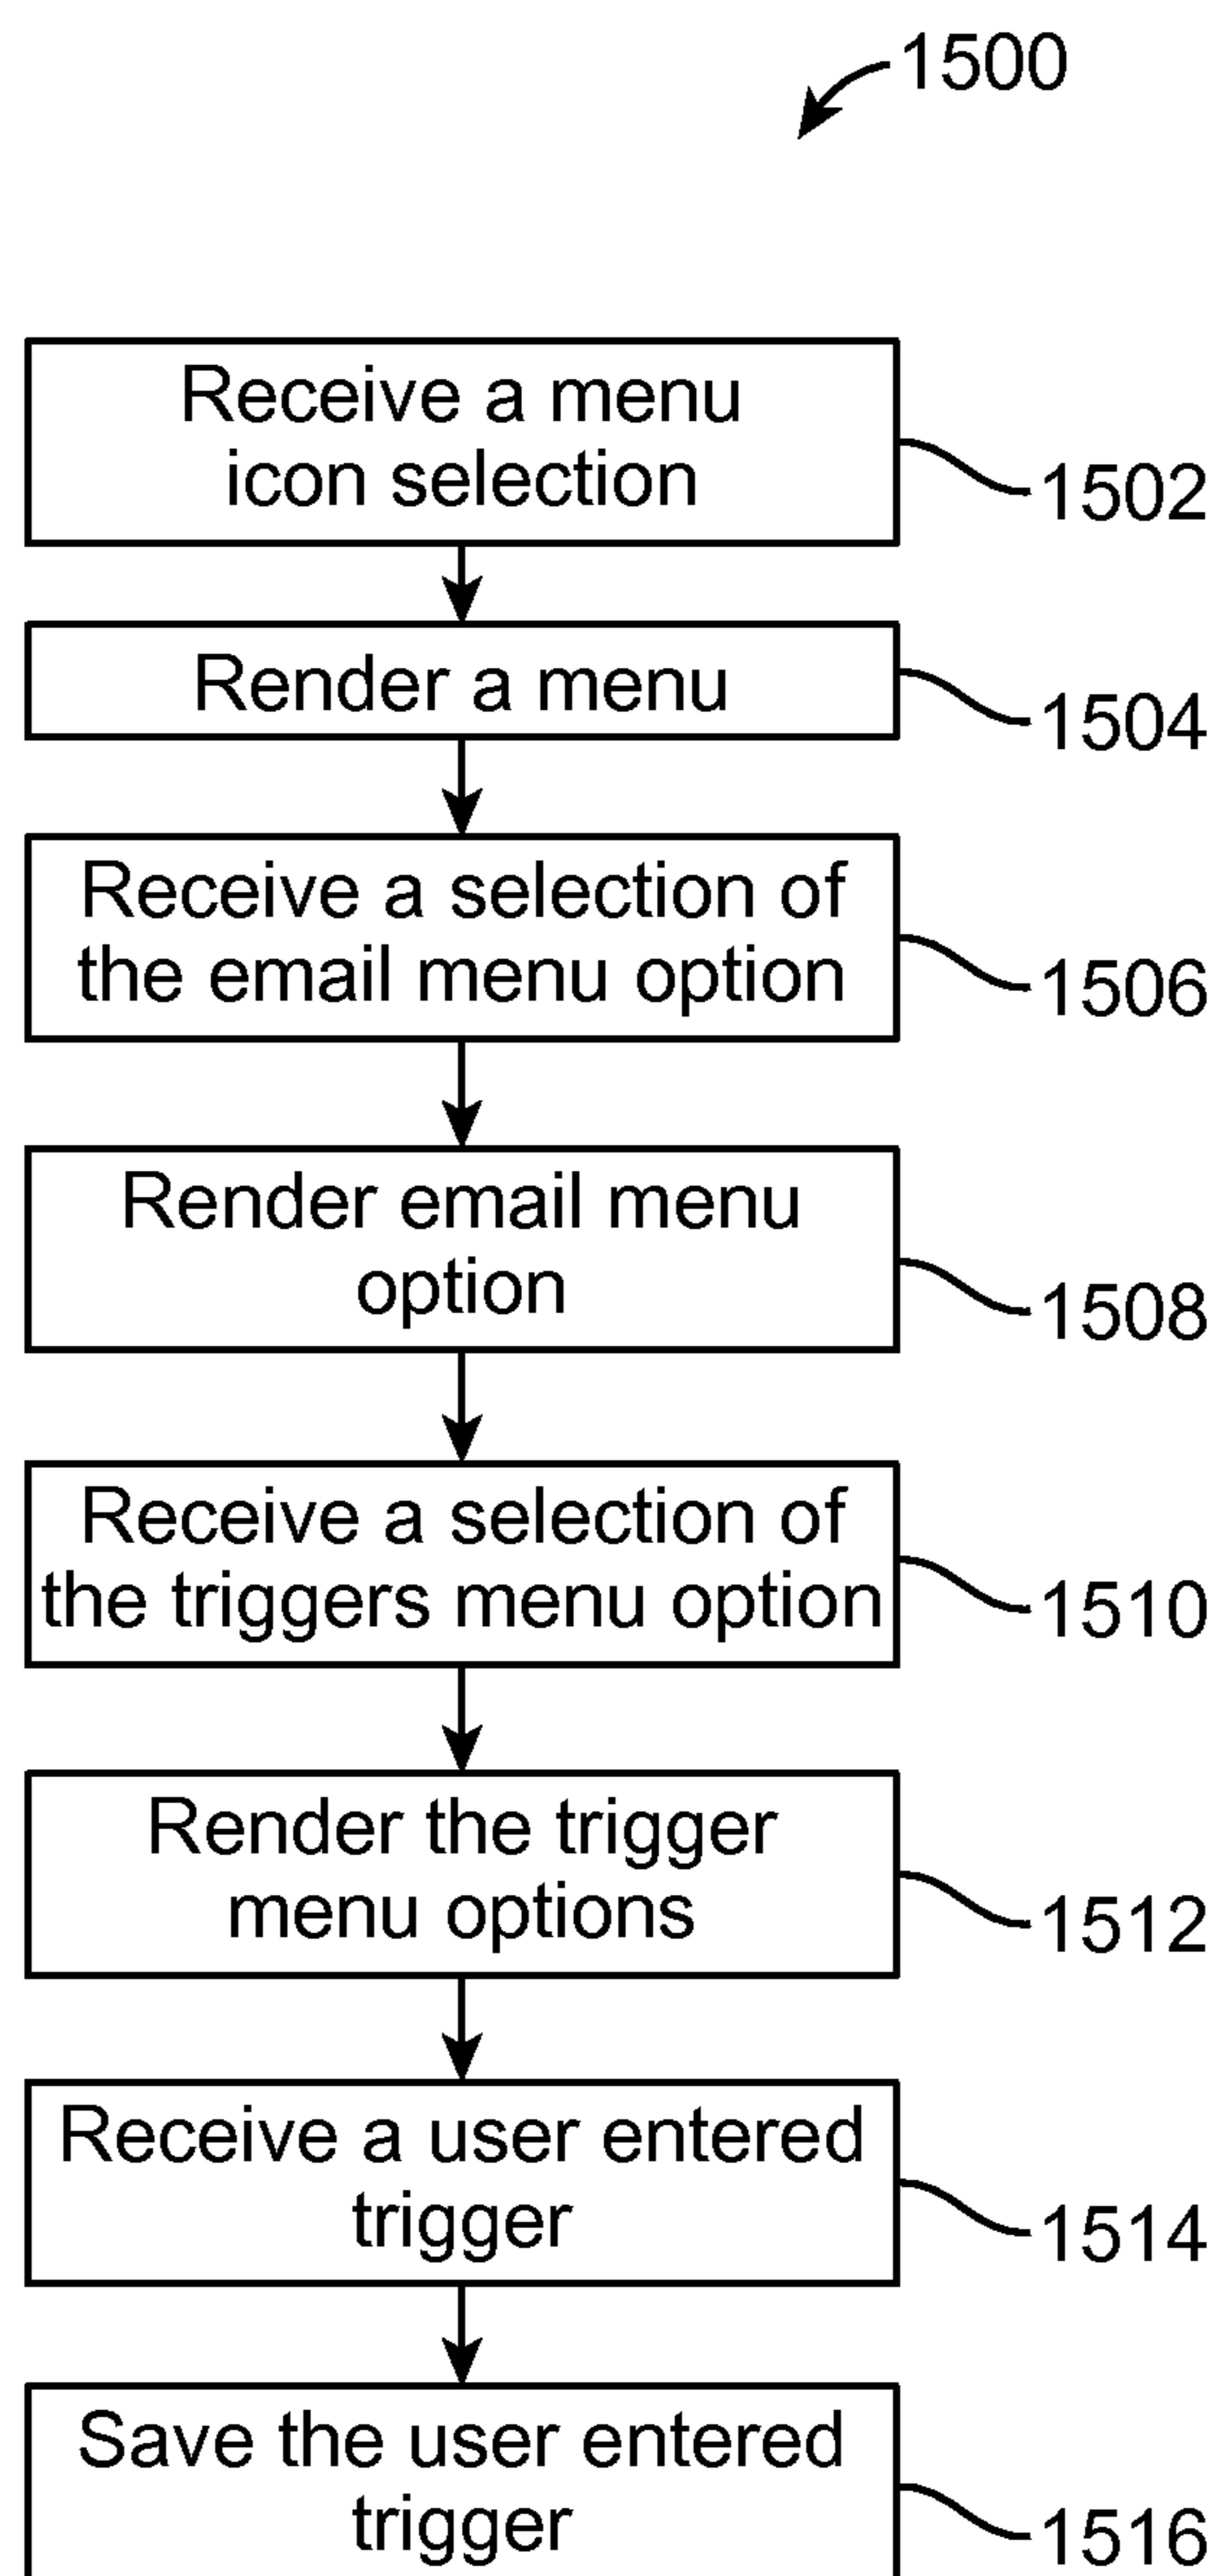 1500
Receive a menu
icon selection
1502
Render a menu
1504
Receive a selection of
the email menu option
1506
Render email menu
option
1508
Receive a selection of
the triggers menu option
1510
Render the trigger
menu options
1512
Receive a user entered
trigger
1514
Save the user entered
trigger
1516